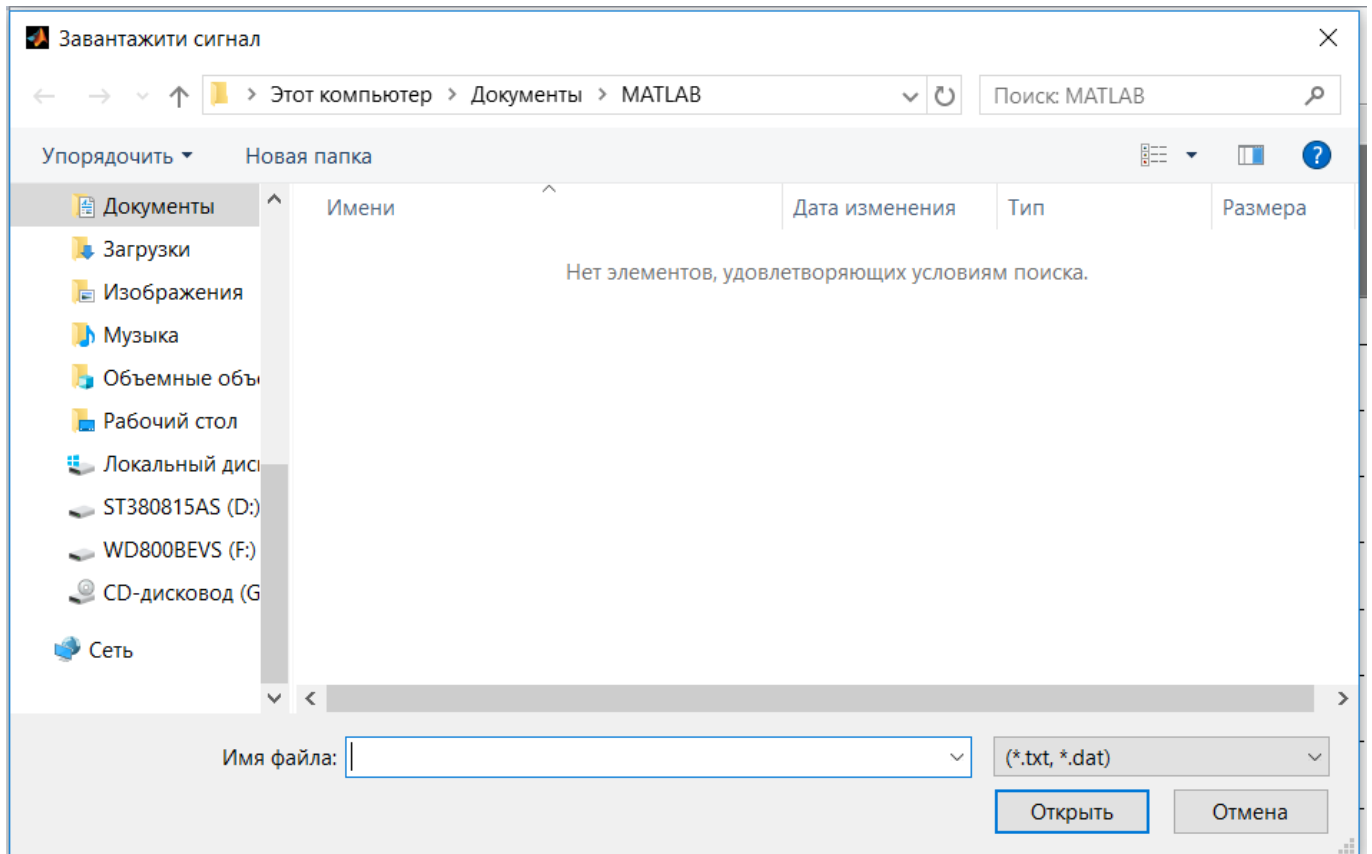 Завантажити сигнал
Этот компьютер > Документы > MATLAB
Поиск: MATLAB
Упорядочить
Новая папка
?
Документы
Загрузки
Изображения
Музыка
Объемные объ
Рабочий стол
Локальный дис
ST380815AS (D:)
WD800BEVS (F:)
CD-дисковод (G
Сеть
Имени
Дата изменения
Тип
Размера
Нет элементов, удовлетворяющих условиям поиска.
Имя файла:
(*.txt, *.dat)
Открыть
Отмена